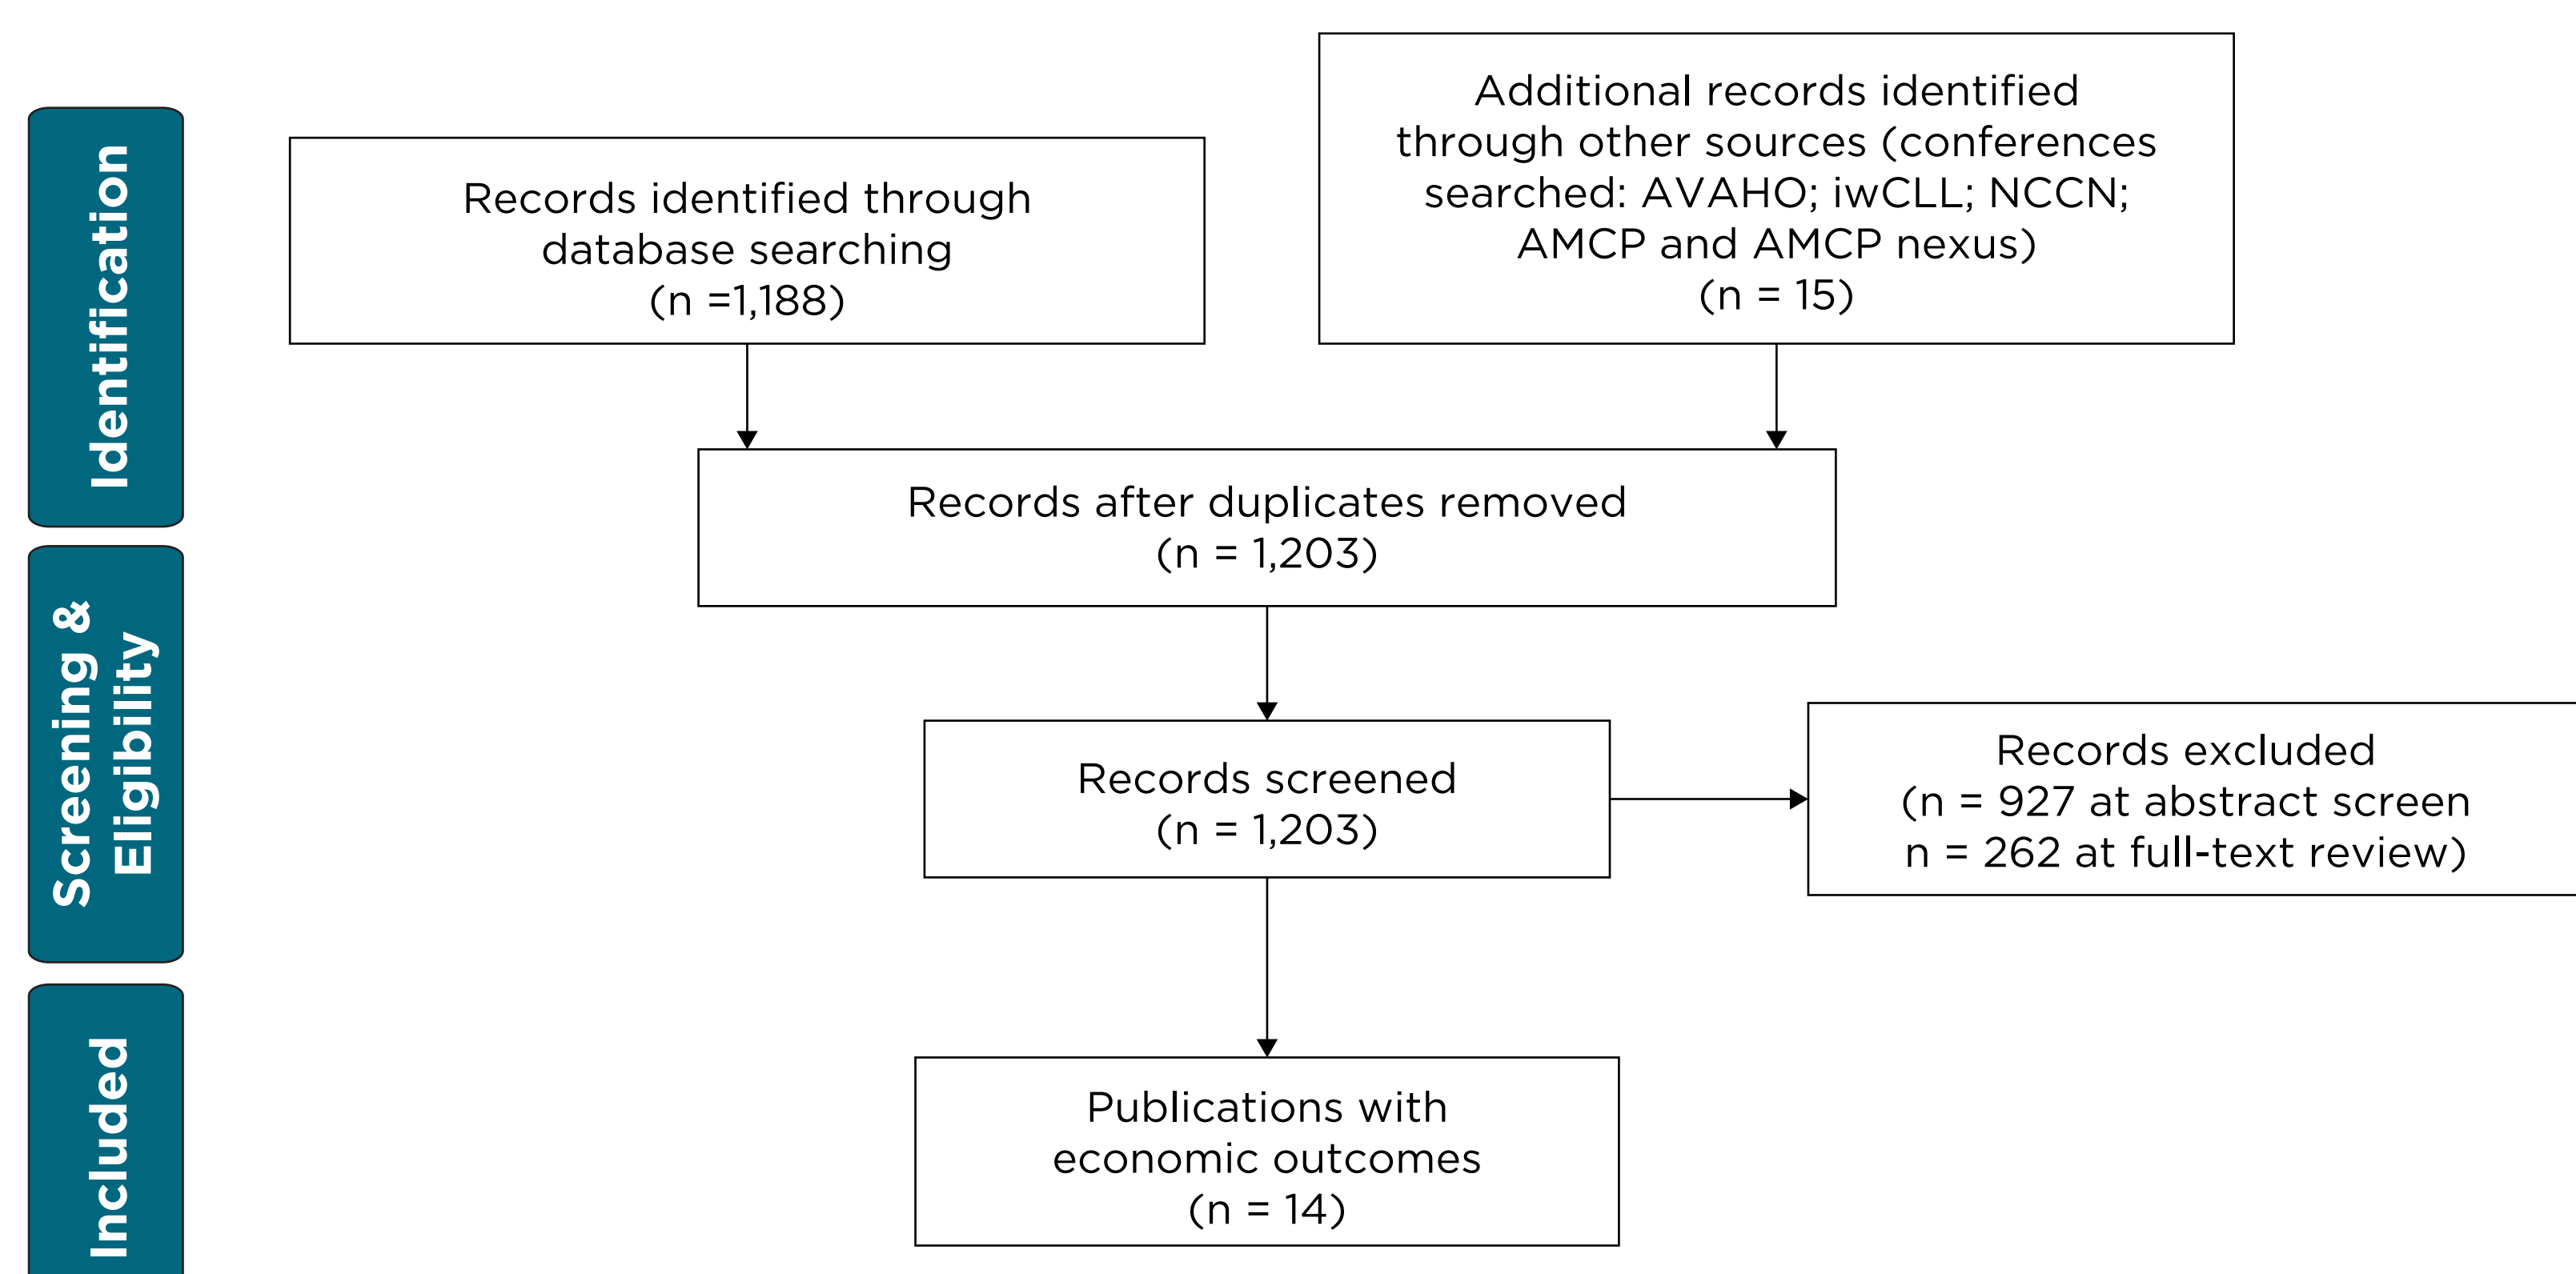 Identification
Records identified through
database searching
(n =1,188)
Additional records identified
through other sources (conferences
searched: AVAHO; iwCLL; NCCN;
AMCP and AMCP nexus)
(n = 15)
Records after duplicates removed
(n = 1,203)
Screening &
Eligibility
Records screened
(n = 1,203)
Records excluded
(n = 927 at abstract screen
n = 262 at full-text review)
Included
Publications with
economic outcomes
(n = 14)